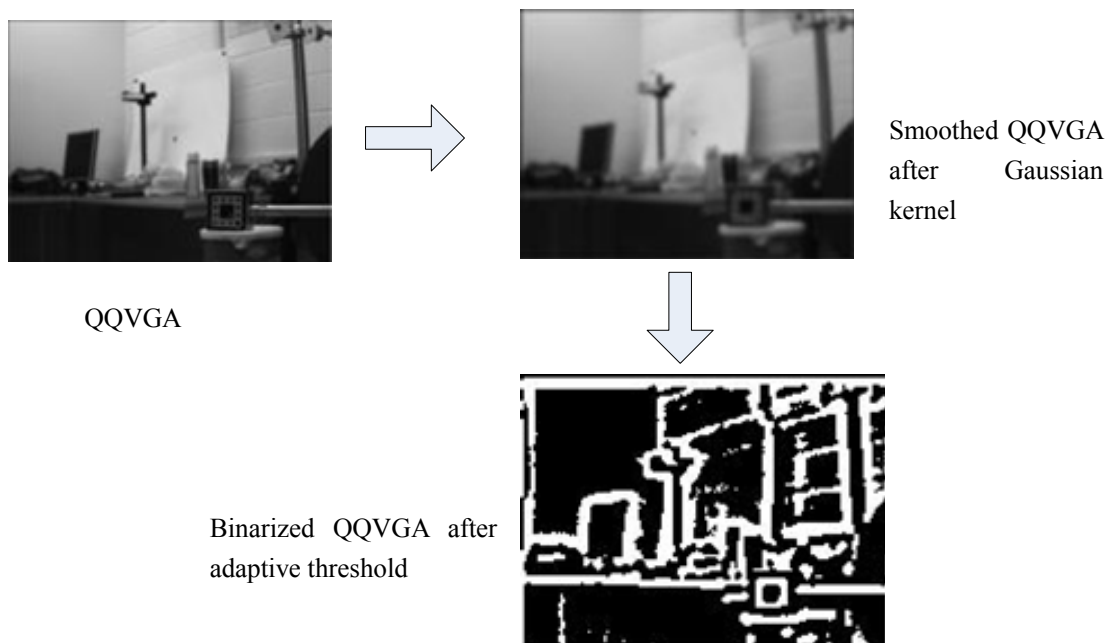 Smoothed QQVGA
after Gaussian
kernel
QQVGA
Binarized QQVGA after
adaptive threshold